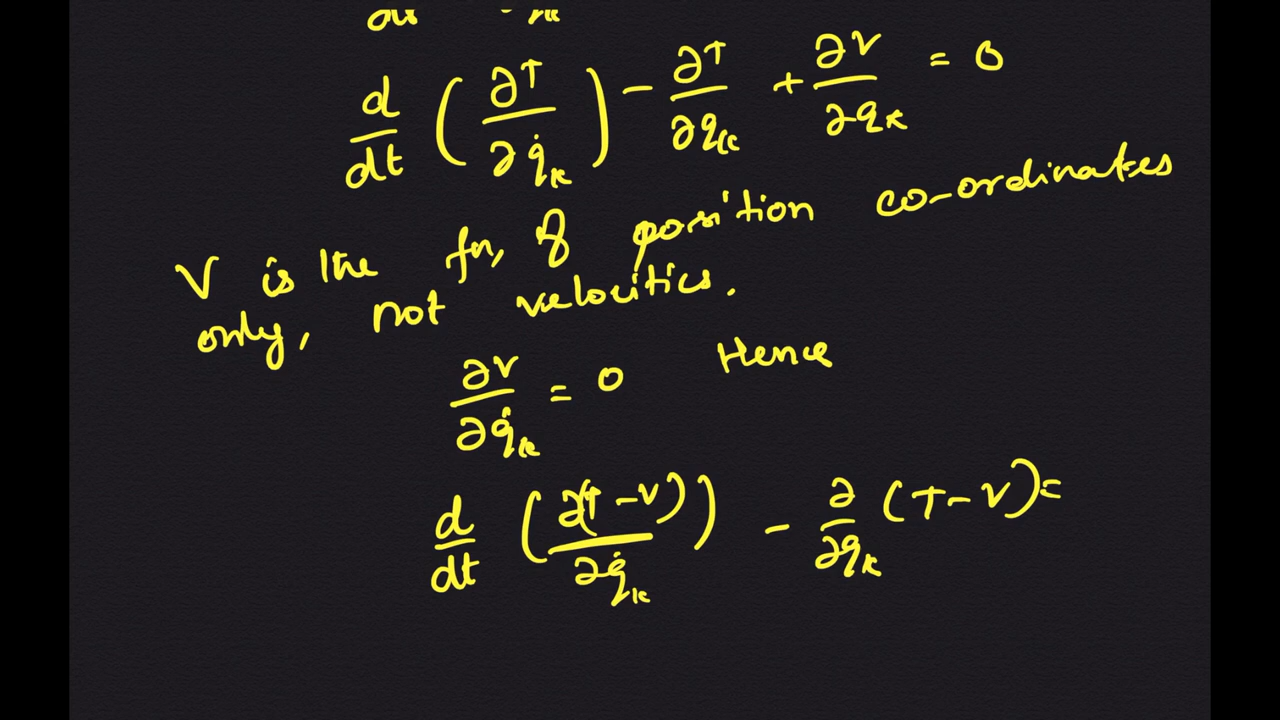 d/dt (∂T/∂q̇ₖ) − ∂T/∂qₖ + ∂V/∂qₖ = 0
V is the fn, of position co-ordinates
only, not velocities.
∂V/∂q̇ₖ = 0 Hence
d/dt (∂(T−V)/∂q̇ₖ) − ∂/∂qₖ (T−V) =